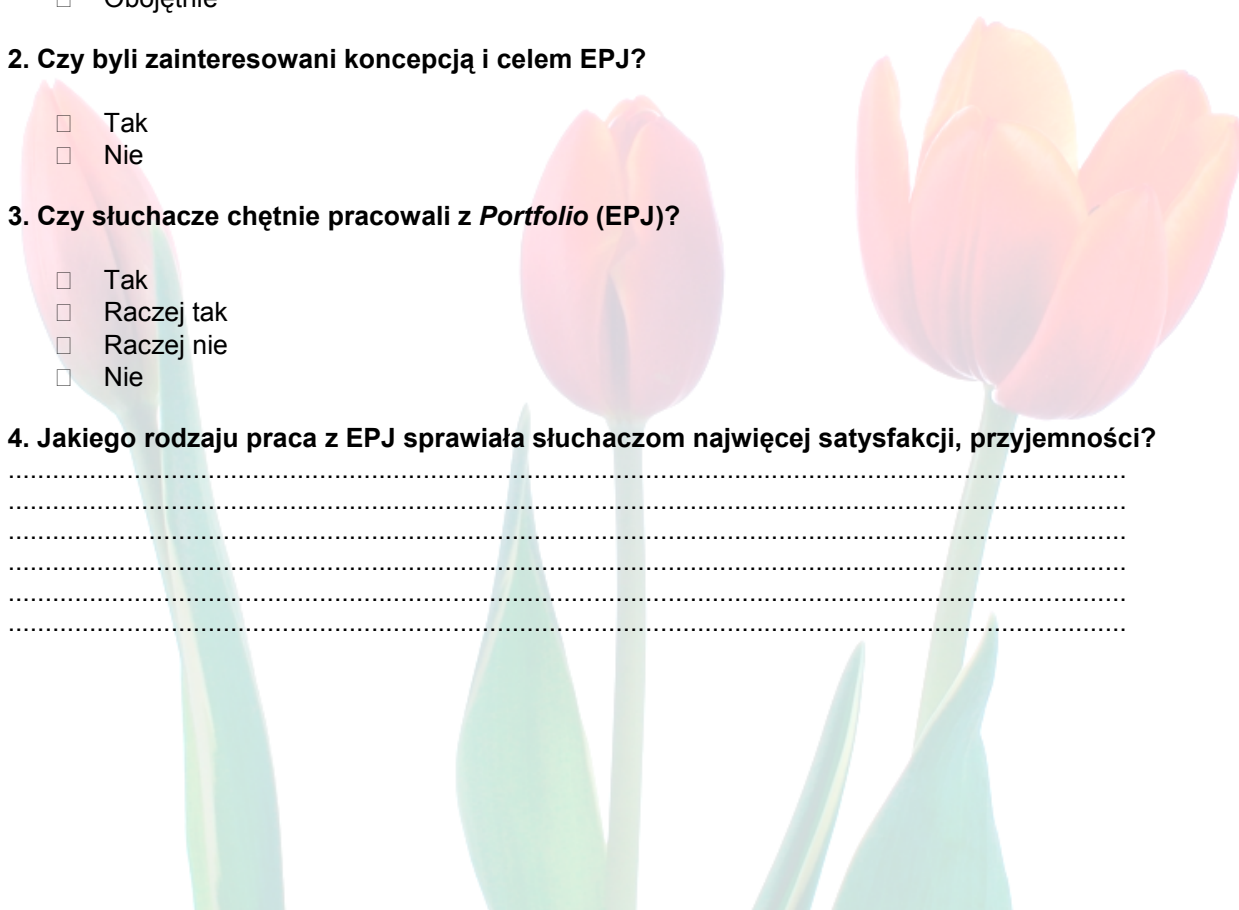 Obojętnie
2. Czy byli zainteresowani koncepcją i celem EPJ?
□ Tak
□ Nie
3. Czy słuchacze chętnie pracowali z Portfolio (EPJ)?
□ Tak
□ Raczej tak
□ Raczej nie
□ Nie
4. Jakiego rodzaju praca z EPJ sprawiała słuchaczom najwięcej satysfakcji, przyjemności?